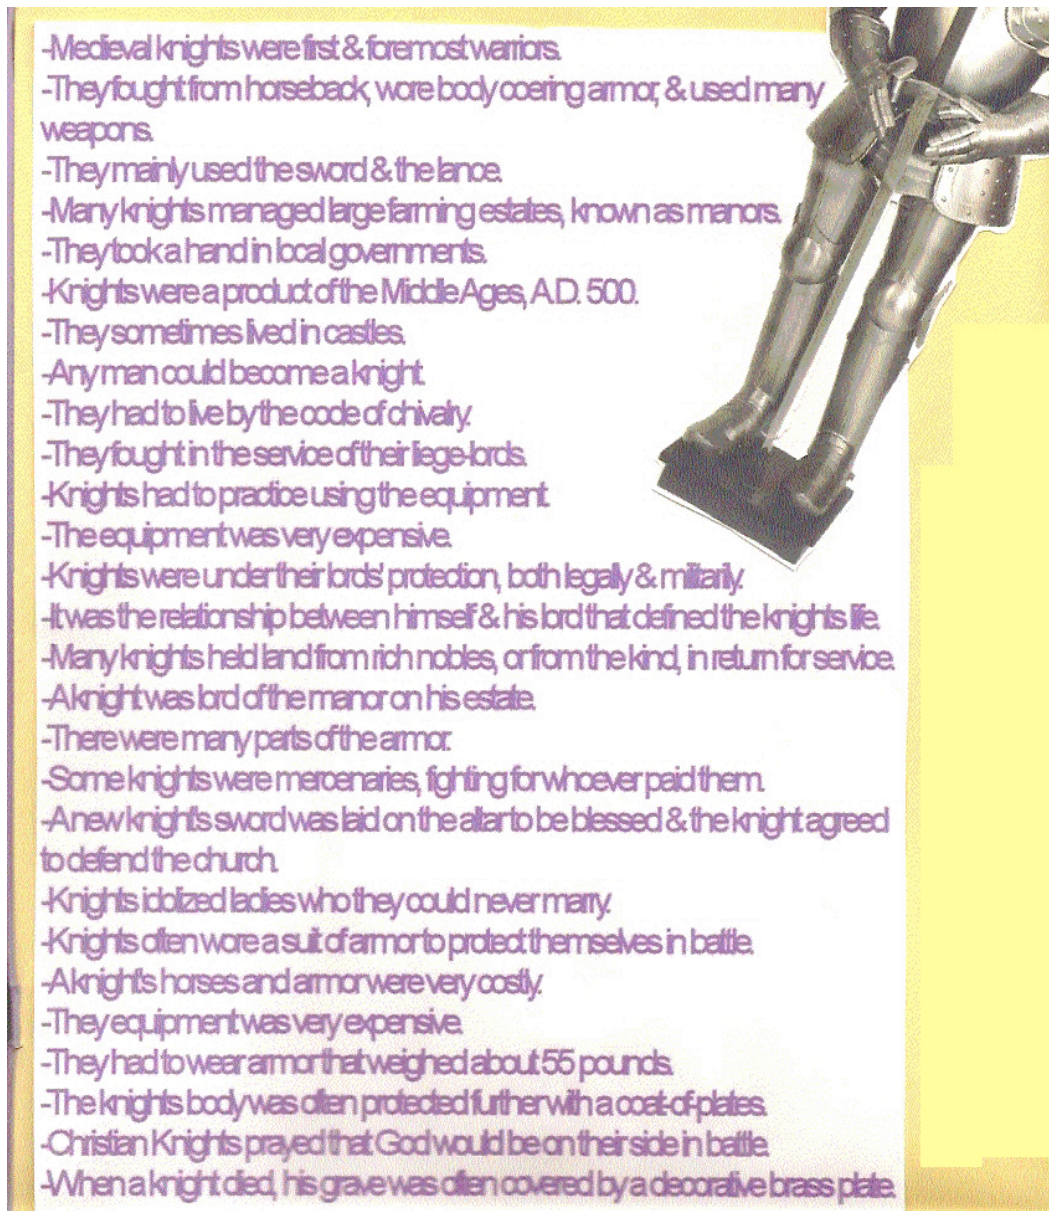 -Medieval knights were first & foremost warriors.
-They fought from horseback, wore body coering armor, & used many
weapons.
-They mainly used the sword & the lance.
-Many knights managed large farming estates, known as manors.
-They took a hand in local governments.
-Knights were a product of the Middle Ages, A.D. 500.
-They sometimes lived in castles.
-Any man could become a knight.
-They had to live by the code of chivalry.
-They fought in the service of their liege-lords.
-Knights had to practice using the equipment.
-The equipment was very expensive.
-Knights were under their lords' protection, both legally & militarily.
-It was the relationship between himself & his lord that defined the knights life.
-Many knights held land from rich nobles, or from the kind, in return for service.
-A knight was lord of the manor on his estate.
-There were many parts of the armor.
-Some knights were mercenaries, fighting for whoever paid them.
-A new knight's sword was laid on the altar to be blessed & the knight agreed
to defend the church.
-Knights idolized ladies who they could never marry.
-Knights often wore a suit of armor to protect themselves in battle.
-A knight's horses and armor were very costly.
-They equipment was very expensive.
-They had to wear armor that weighed about 55 pounds.
-The knights body was often protected further with a coat-of-plates.
-Christian Knights prayed that God would be on their side in battle.
-When a knight died, his grave was often covered by a decorative brass plate.